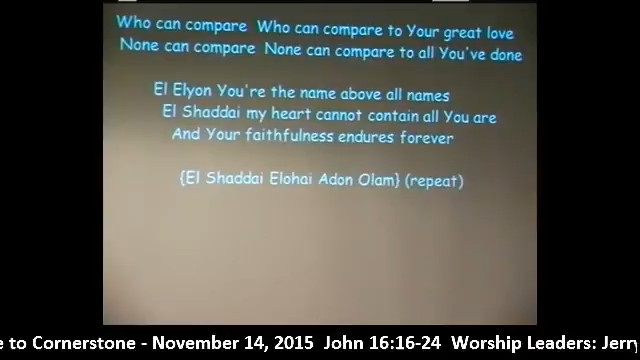 Who can compare Who can compare to Your great love
None can compare None can compare to all You've done
El Elyon You're the name above all names
El Shaddai my heart cannot contain all You are
And Your faithfulness endures forever
{El Shaddai Elohai Adon Olam} (repeat)
e to Cornerstone - November 14, 2015 John 16:16-24 Worship Leaders: Jerry